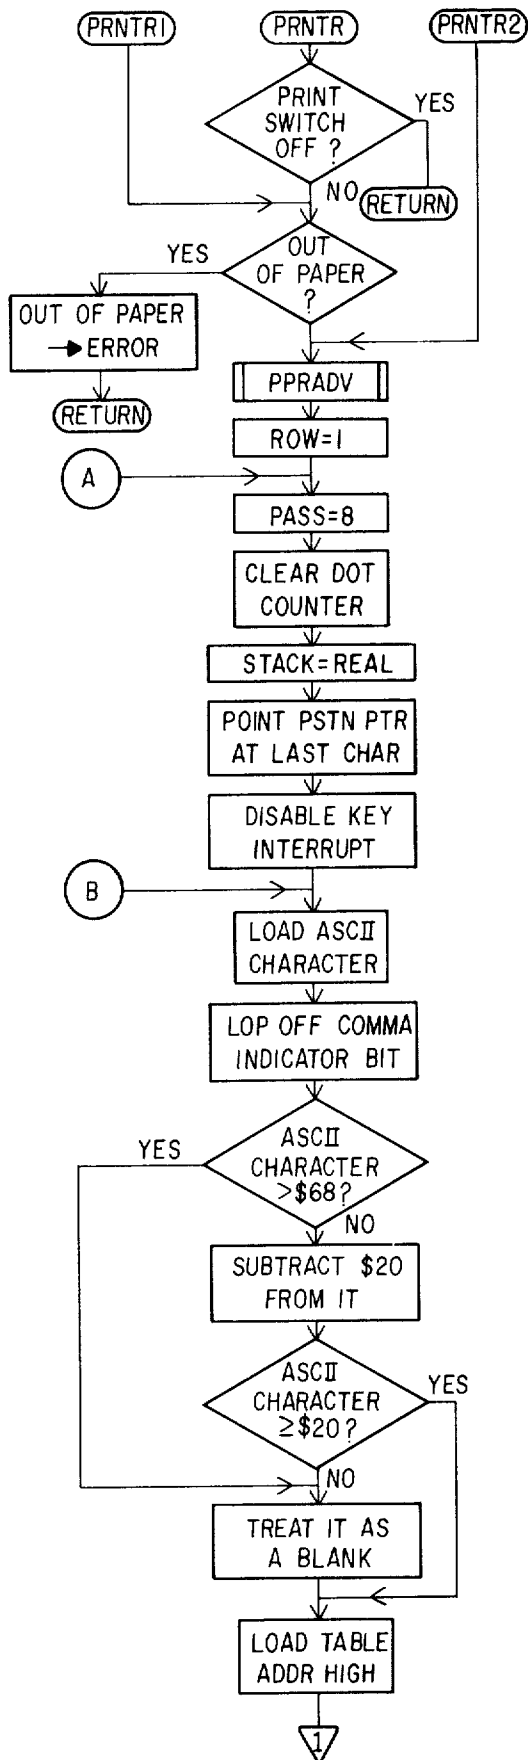 PRNTR1
PRNTR
PRNTR2
PRINT
SWITCH
OFF ?
YES
NO
RETURN
OUT
OF PAPER
?
YES
OUT OF PAPER
→ ERROR
RETURN
PPRADV
ROW=1
A
PASS=8
CLEAR DOT
COUNTER
STACK=REAL
POINT PSTN PTR
AT LAST CHAR
DISABLE KEY
INTERRUPT
B
LOAD ASCII
CHARACTER
LOP OFF COMMA
INDICATOR BIT
ASCII
CHARACTER
>$68?
YES
NO
SUBTRACT $20
FROM IT
ASCII
CHARACTER
≥$20?
YES
NO
TREAT IT AS
A BLANK
LOAD TABLE
ADDR HIGH
1